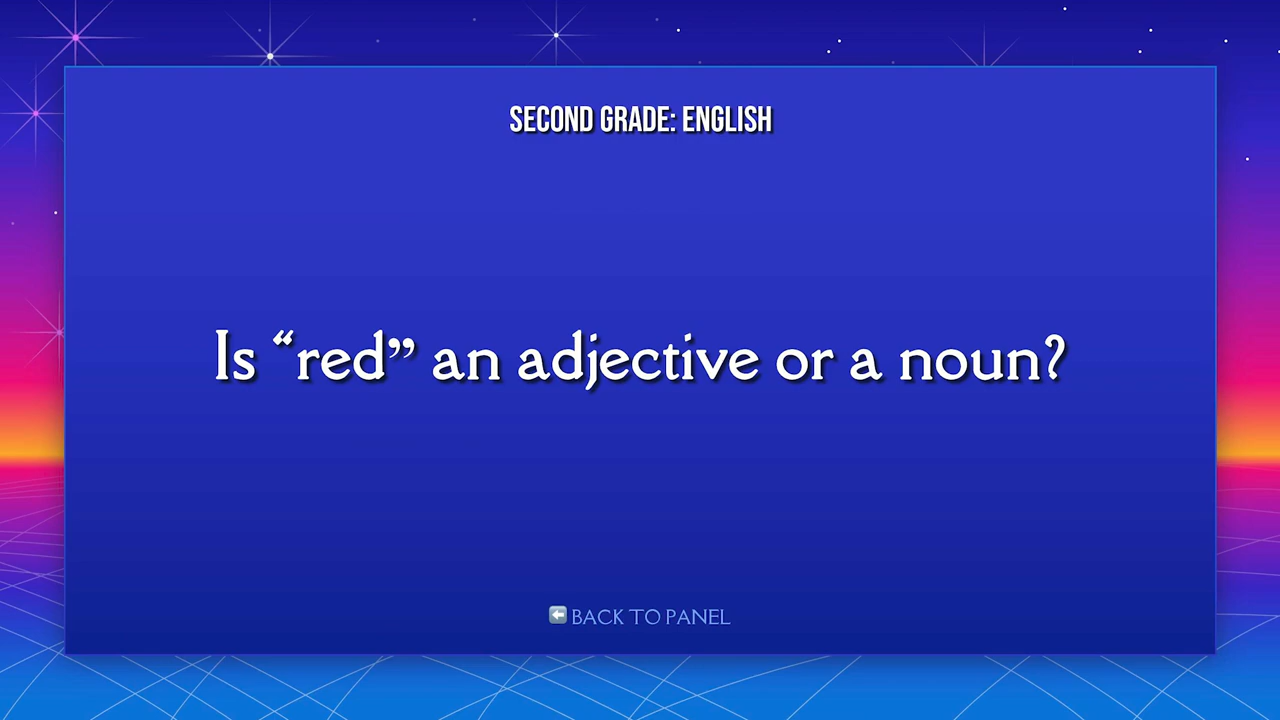 SECOND GRADE: ENGLISH
Is “red” an adjective or a noun?
⬅ BACK TO PANEL